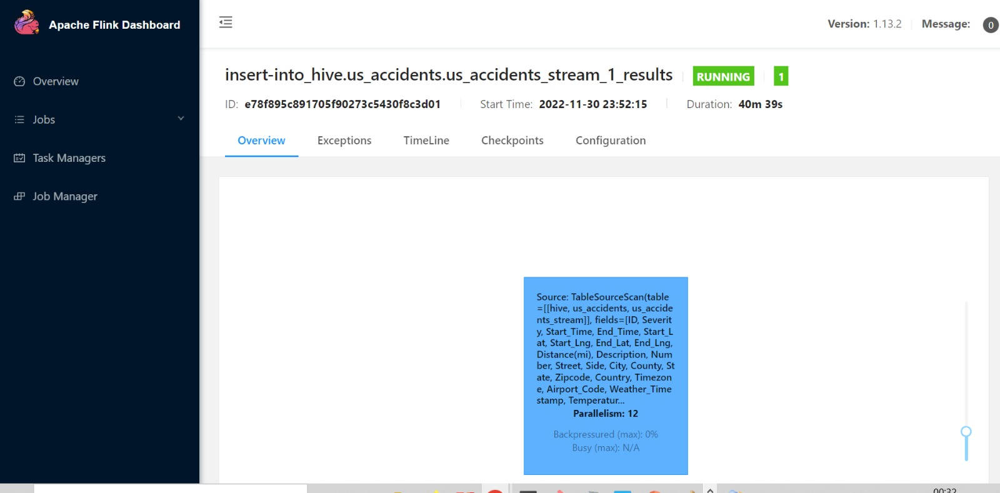 Apache Flink Dashboard
Version: 1.13.2
Message:
0
Overview
Jobs
Task Managers
Job Manager
insert-into_hive.us_accidents.us_accidents_stream_1_results
RUNNING
1
ID: e78f895c891705f90273c5430f8c3d01
Start Time: 2022-11-30 23:52:15
Duration: 40m 39s
Overview
Exceptions
TimeLine
Checkpoints
Configuration
Source: TableSourceScan(table
=[[hive, us_accidents, us_accide
nts_stream]], fields=[ID, Severit
y, Start_Time, End_Time, Start_L
at, Start_Lng, End_Lat, End_Lng,
Distance(mi), Description, Num
ber, Street, Side, City, County, St
ate, Zipcode, Country, Timezon
e, Airport_Code, Weather_Time
stamp, Temperatur...
Parallelism: 12
Backpressured (max): 0%
Busy (max): N/A
00:32